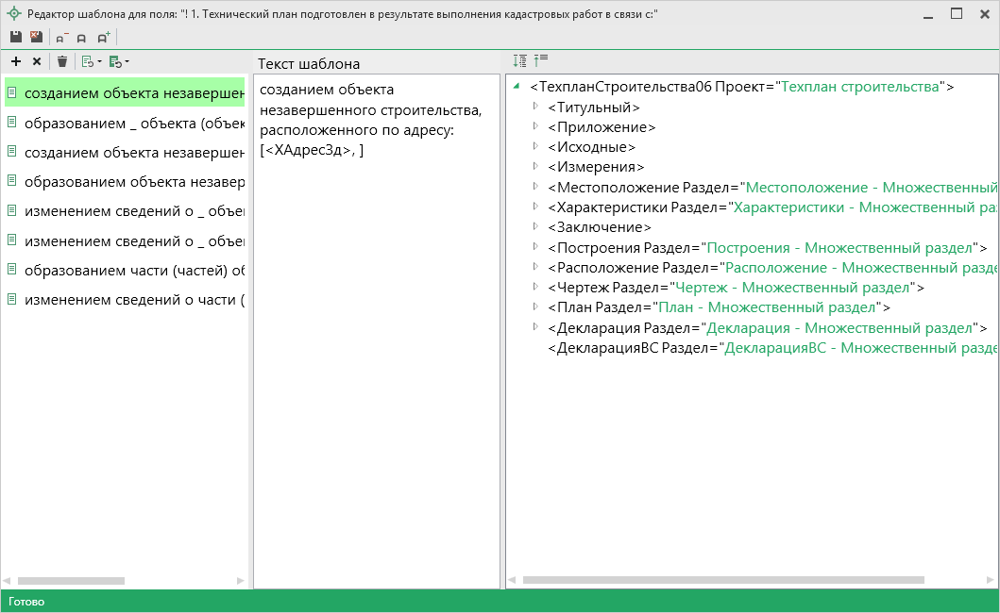 Редактор шаблона для поля: "! 1. Технический план подготовлен в результате выполнения кадастровых работ в связи с:"
Текст шаблона
созданием объекта незавершен
образованием _ объекта (объек
созданием объекта незавершен
образованием объекта незавер
изменением сведений о _ объе
изменением сведений о _ объе
образованием части (частей) об
изменением сведений о части (
созданием объекта
незавершенного строительства,
расположенного по адресу:
[<ХАдресЗд>, ]
<ТехпланСтроительства06 Проект="Техплан строительства">
<Титульный>
<Приложение>
<Исходные>
<Измерения>
<Местоположение Раздел="Местоположение - Множественный
<Характеристики Раздел="Характеристики - Множественный ра
<Заключение>
<Построения Раздел="Построения - Множественный раздел">
<Расположение Раздел="Расположение - Множественный разде
<Чертеж Раздел="Чертеж - Множественный раздел">
<План Раздел="План - Множественный раздел">
<Декларация Раздел="Декларация - Множественный раздел">
<ДекларацияВС Раздел="ДекларацияВС - Множественный разде
Готово